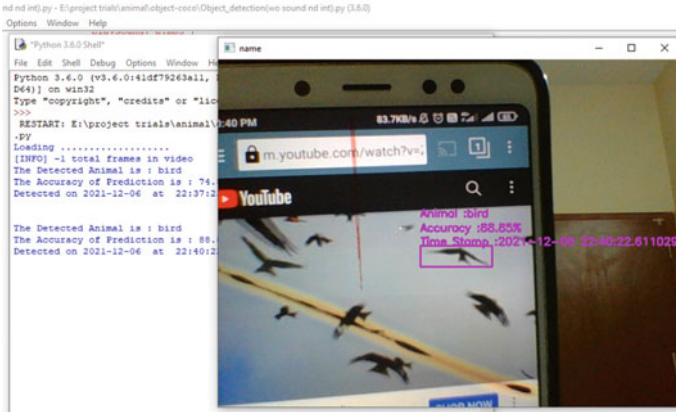 nd nd int).py - E:\project trials\animal\object-coco\Object_detection(wo sound nd int).py (3.6.0)
Options Window Help
*Python 3.6.0 Shell*
File Edit Shell Debug Options Window
Python 3.6.0 (v3.6.0:41df79263a11,
D64)] on win32
Type "copyright", "credits" or "lic
>>>
RESTART: E:\project trials\animal\
.py
Loading ...................
[INFO] -1 total frames in video
The Detected Animal is : bird
The Accuracy of Prediction is : 74.
Detected on 2021-12-06 at 22:37:2
The Detected Animal is : bird
The Accuracy of Prediction is : 88.
Detected on 2021-12-06 at 22:40:2
name
:40 PM 83.7KB/s
m.youtube.com/watch?v=
1
YouTube
Animal :bird
Accuracy :88.85%
Time Stamp :2021-12-06 22:40:22.611029
SHOP NOW